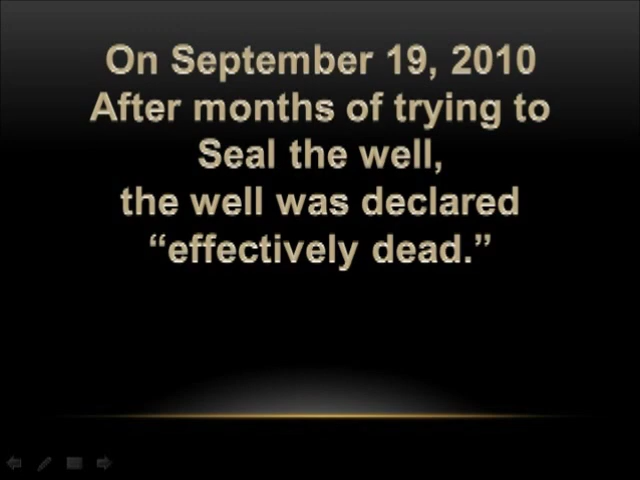 On September 19, 2010
After months of trying to
Seal the well,
the well was declared
“effectively dead.”